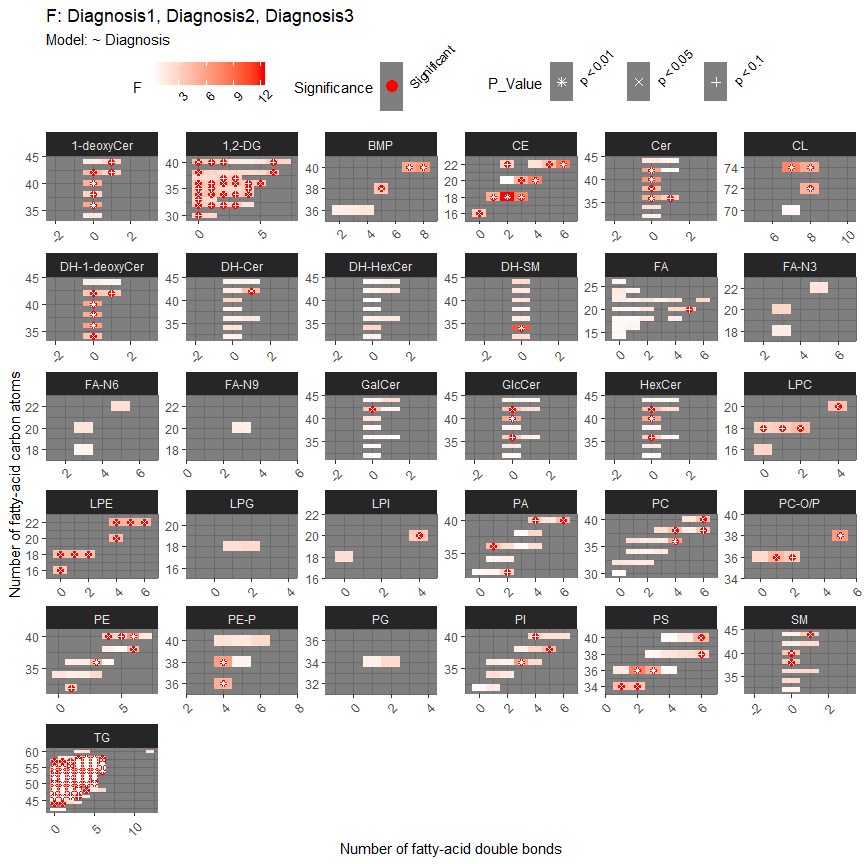 F: Diagnosis1, Diagnosis2, Diagnosis3
Model: ~ Diagnosis
F 3 6 9 12 Significance Significant P_Value p < 0.01 p < 0.05 p < 0.1
Number of fatty-acid carbon atoms
1-deoxyCer 1,2-DG BMP CE Cer CL
45 40 35
-2 0 2
40 35 30
0 5
40 38 36
2 4 6 8
22 20 18 16
0 2 4 6
45 40 35
-2 0 2
74 72 70
6 8 10
DH-1-deoxyCer DH-Cer DH-HexCer DH-SM FA FA-N3
45 40 35
-2 0 2
45 40 35
-2 0 2
45 40 35
-2 0 2
45 40 35
-2 0 2
25 20 15
0 2 4 6
22 20 18
2 4 6
FA-N6 FA-N9 GalCer GlcCer HexCer LPC
22 20 18
2 4 6
22 20 18
0 2 4 6
45 40 35
-2 0 2
45 40 35
-2 0 2
45 40 35
-2 0 2
20 18 16
0 2 4
LPE LPG LPI PA PC PC-O/P
22 20 18 16
0 2 4 6
20 18 16
0 2 4
22 20 18 16
0 2 4
40 35
0 2 4 6
40 35 30
0 2 4 6
40 38 36 34
0 2 4 6
PE PE-P PG PI PS SM
40 35
0 5
40 38 36
2 4 6 8
36 34 32
0 2 4
40 35
0 2 4 6
40 38 36 34
0 2 4 6
45 40 35
-2 0 2
TG
60 55 50 45
0 5 10
Number of fatty-acid double bonds